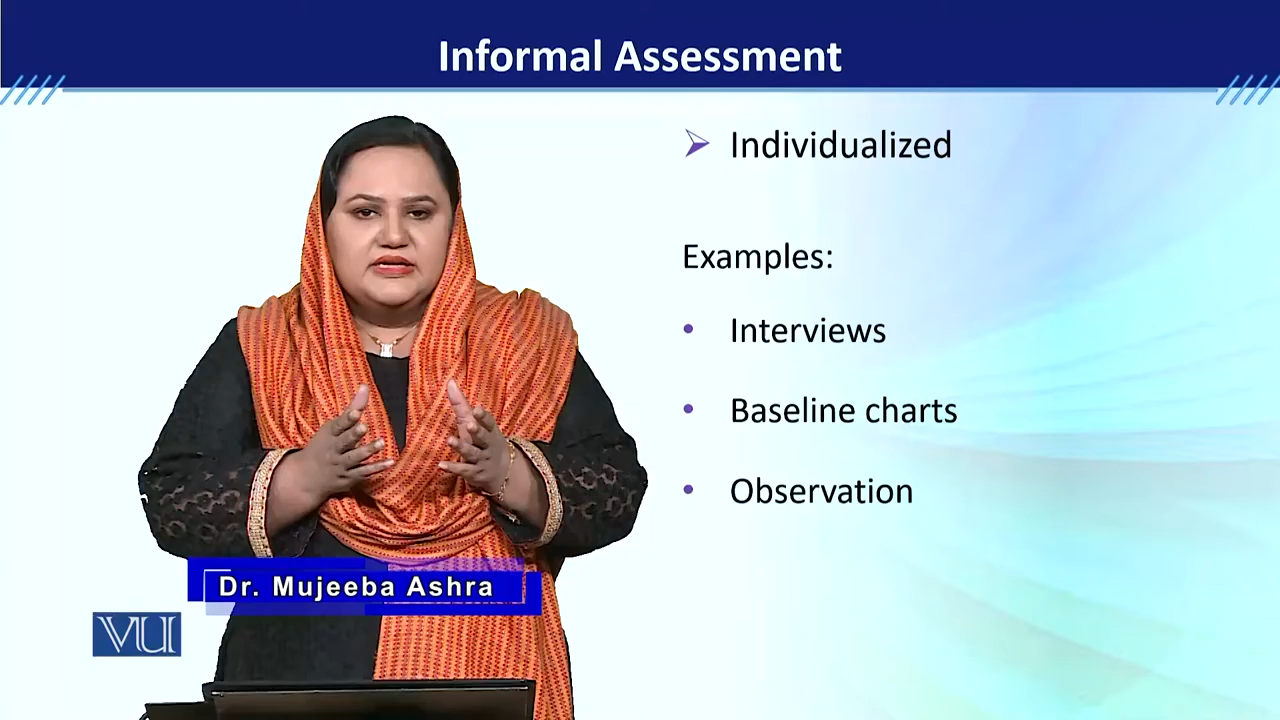 Informal Assessment
Individualized
Examples:
• Interviews
• Baseline charts
• Observation
Dr. Mujeeba Ashra
VU